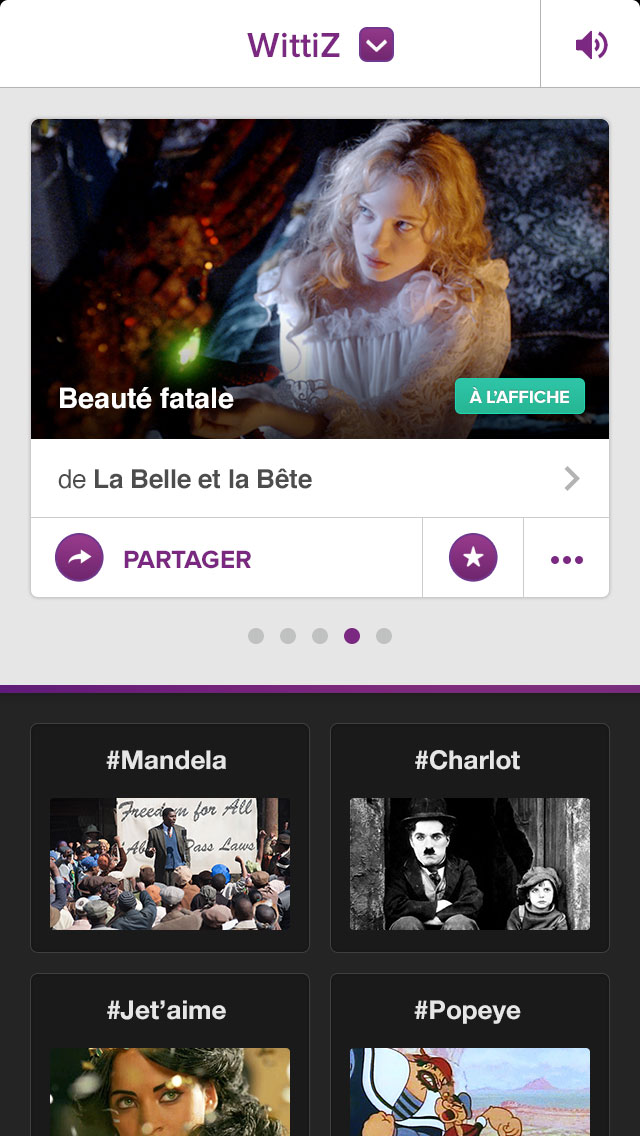 WittiZ
Beauté fatale
À L'AFFICHE
de La Belle et la Bête
PARTAGER
#Mandela
#Charlot
Freedom for All
Pass Laws
#Jet’aime
#Popeye